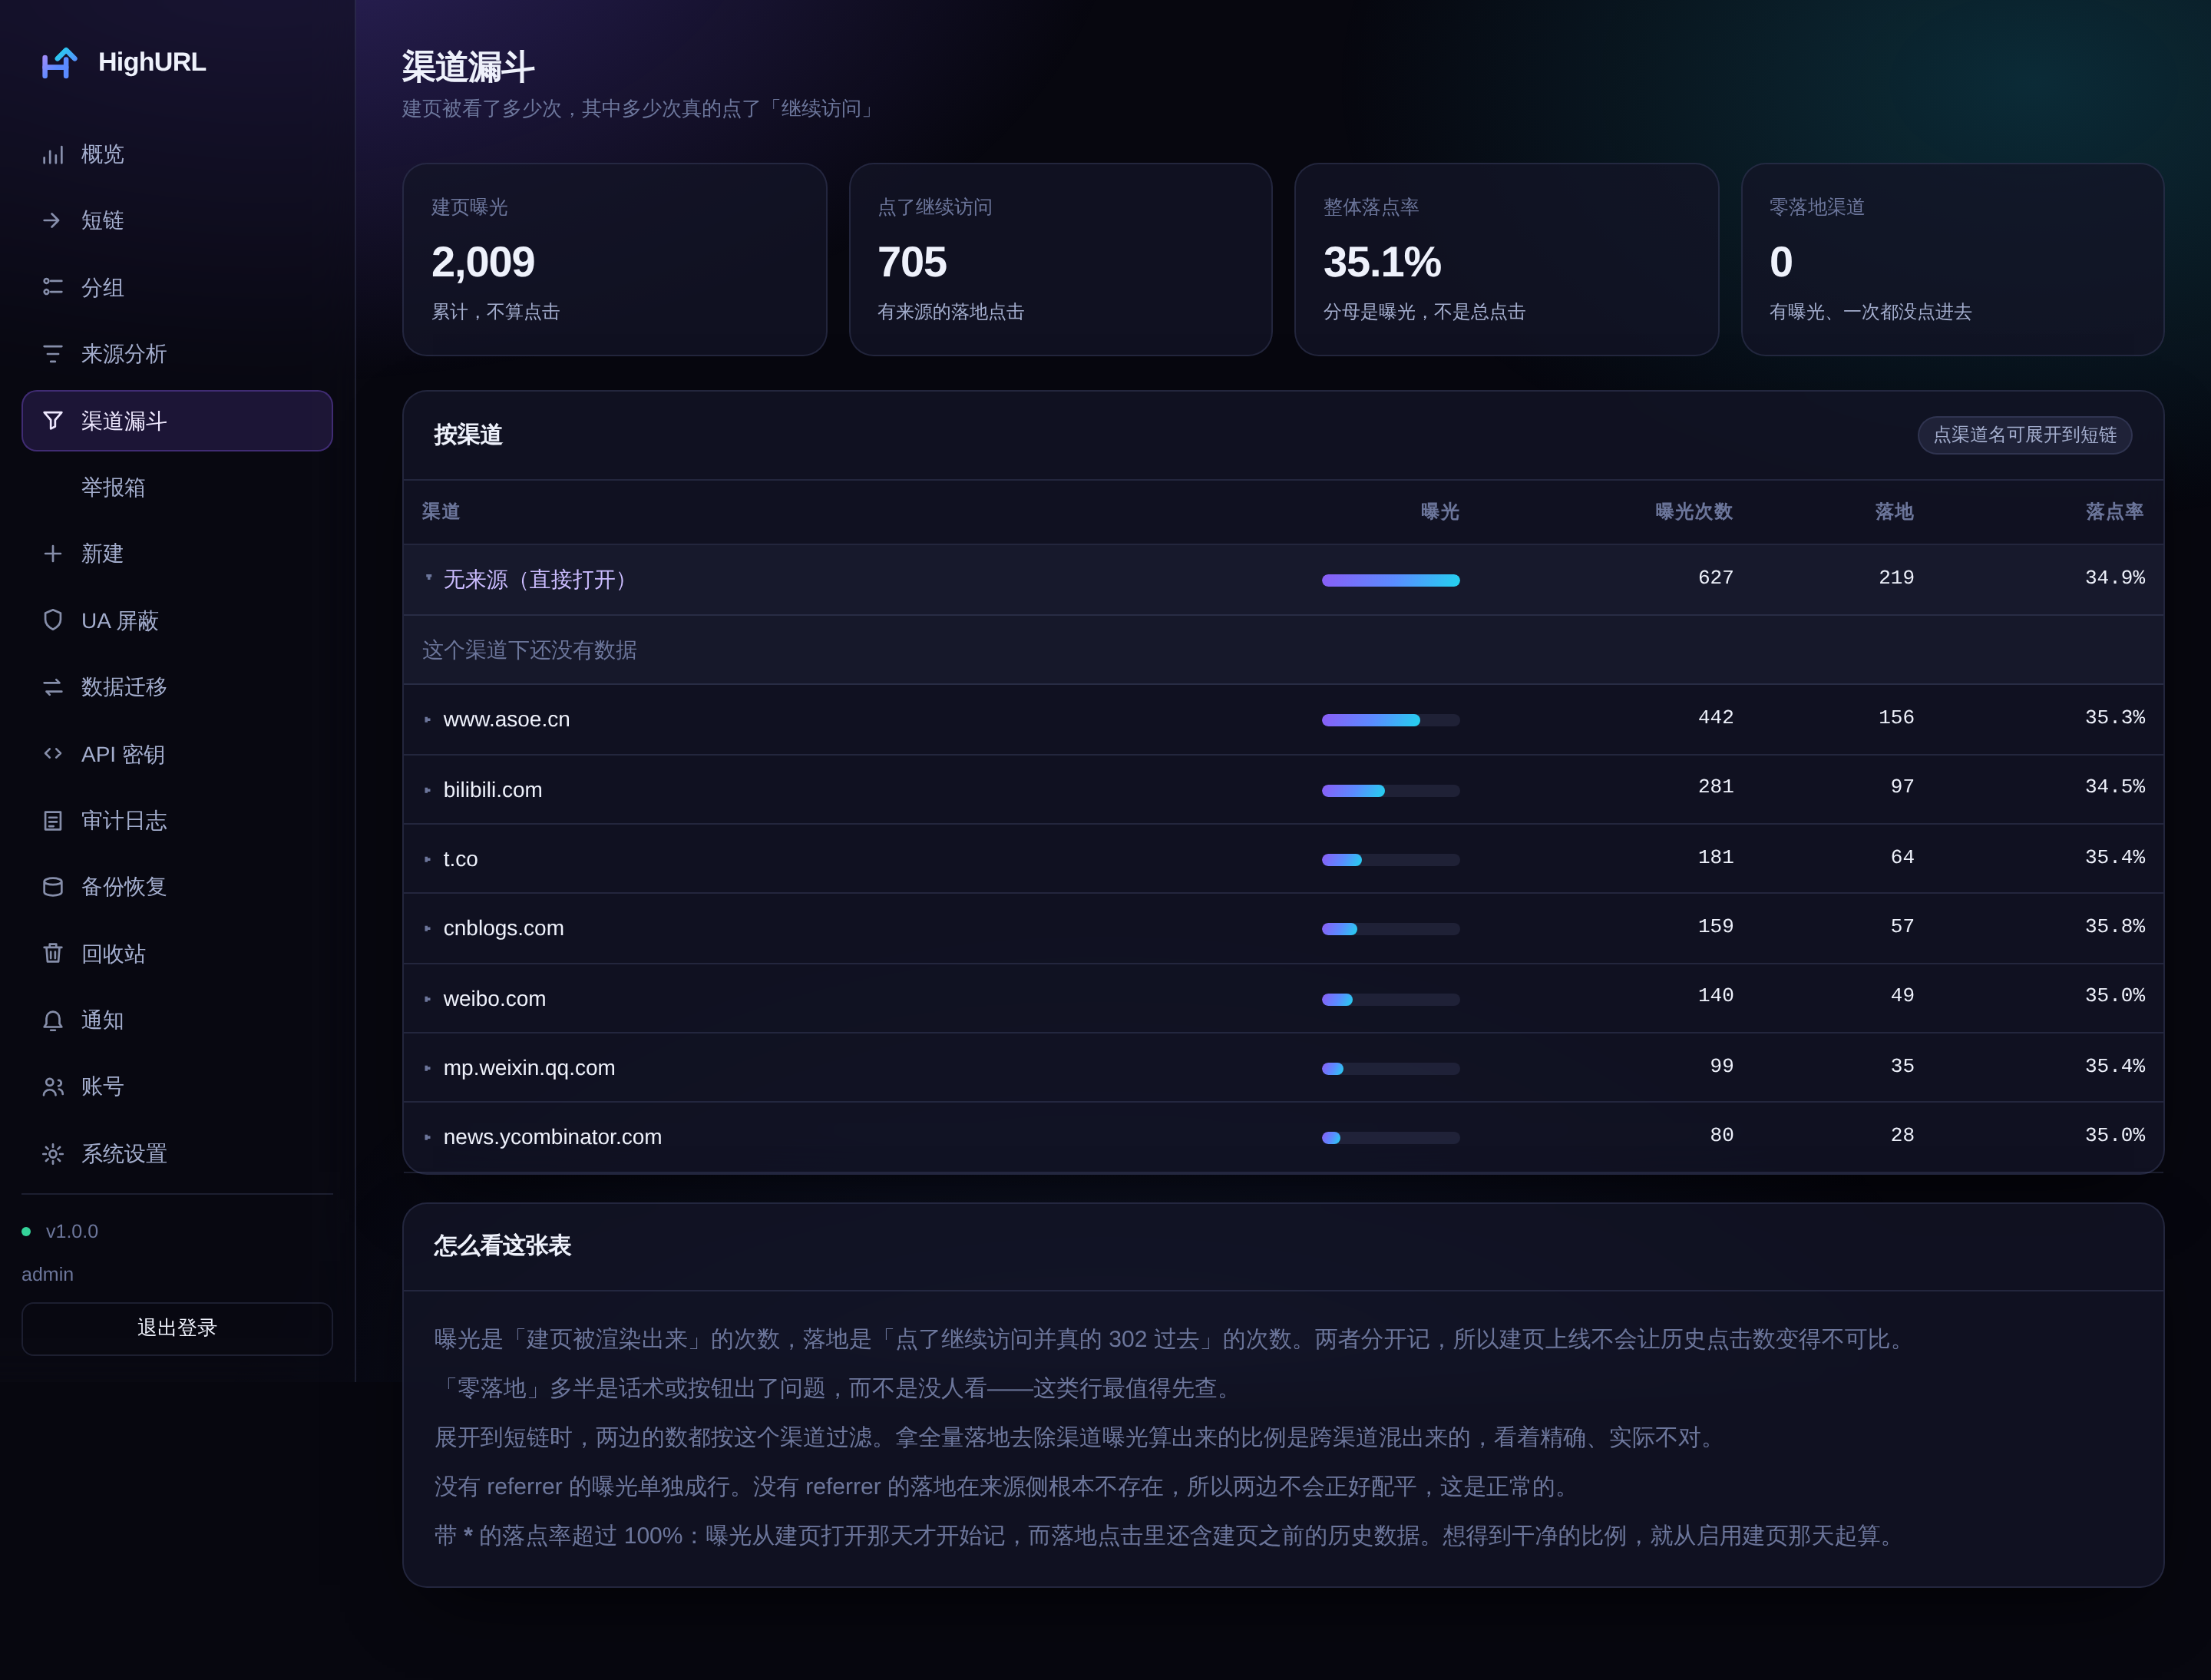 HighURL
概览
短链
分组
来源分析
渠道漏斗
举报箱
新建
UA 屏蔽
数据迁移
API 密钥
审计日志
备份恢复
回收站
通知
账号
系统设置
v1.0.0
admin
退出登录
渠道漏斗
建页被看了多少次，其中多少次真的点了「继续访问」
建页曝光
2,009
累计，不算点击
点了继续访问
705
有来源的落地点击
整体落点率
35.1%
分母是曝光，不是总点击
零落地渠道
0
有曝光、一次都没点进去
按渠道
点渠道名可展开到短链
渠道 曝光 曝光次数 落地 落点率
无来源（直接打开） 627 219 34.9%
这个渠道下还没有数据
www.asoe.cn 442 156 35.3%
bilibili.com 281 97 34.5%
t.co 181 64 35.4%
cnblogs.com 159 57 35.8%
weibo.com 140 49 35.0%
mp.weixin.qq.com 99 35 35.4%
news.ycombinator.com 80 28 35.0%
怎么看这张表
曝光是「建页被渲染出来」的次数，落地是「点了继续访问并真的 302 过去」的次数。两者分开记，所以建页上线不会让历史点击数变得不可比。
「零落地」多半是话术或按钮出了问题，而不是没人看——这类行最值得先查。
展开到短链时，两边的数都按这个渠道过滤。拿全量落地去除渠道曝光算出来的比例是跨渠道混出来的，看着精确、实际不对。
没有 referrer 的曝光单独成行。没有 referrer 的落地在来源侧根本不存在，所以两边不会正好配平，这是正常的。
带 * 的落点率超过 100%：曝光从建页打开那天才开始记，而落地点击里还含建页之前的历史数据。想得到干净的比例，就从启用建页那天起算。